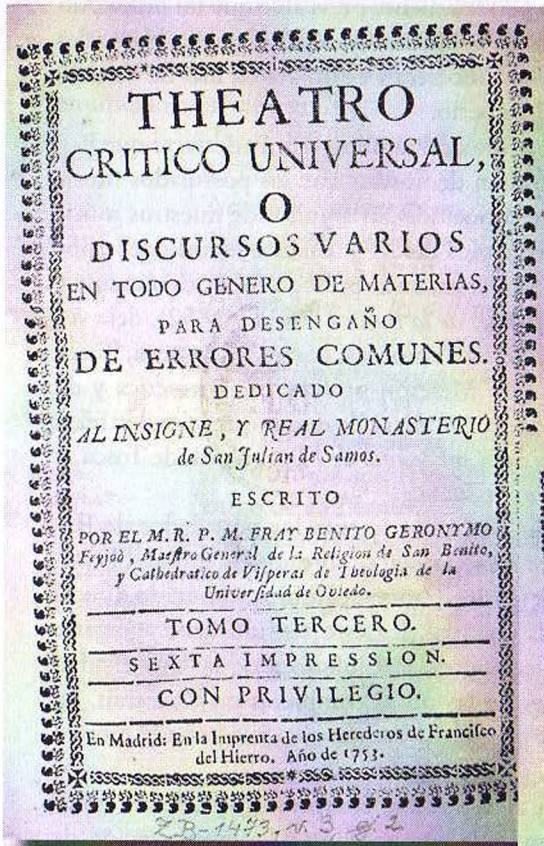 THEATRO
CRITICO UNIVERSAL,
O
DISCURSOS VARIOS
EN TODO GENERO DE MATERIAS,
PARA DESENGAÑO
DE ERRORES COMUNES.
DEDICADO
AL INSIGNE, Y REAL MONASTERIO
de San Julian de Samos.
ESCRITO
POR EL M. R. P. M. FRAY BENITO GERONYMO
Feyjoò, Maestro General de la Religion de San Benito,
y Cathedratico de Visperas de Theologia de la
Universidad de Oviedo.
TOMO TERCERO.
SEXTA IMPRESSION.
CON PRIVILEGIO.
En Madrid: En la Imprenta de los Herederos de Francisco
del Hierro. Año de 1753.
ZB-1473, v. 3